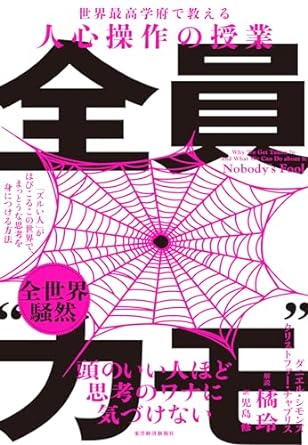 世界最高学府で教える
人心操作の授業
全員
Why We Get Taken In
and What We Can Do about It
Nobody's Fool
「ズルい人」が
はびこるこの世界で
まっとうな思考を
身につける方法
全世界
騒然
“カモ”
頭のいい人ほど
思考のワナに
気づけない
ダニエル・シモンズ
クリストファー・チャブリス
解説 橘玲
訳 児島修
東洋経済新報社